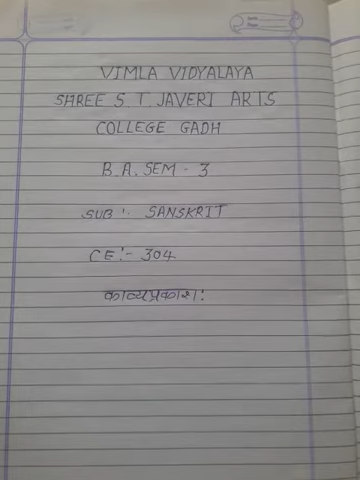 VIMLA VIDYALAYA
SHREE S. T. JAVERI ARTS
COLLEGE GADH
B. A. SEM - 3
SUB :- SANSKRIT
CE :- 304
काव्यप्रकाश :